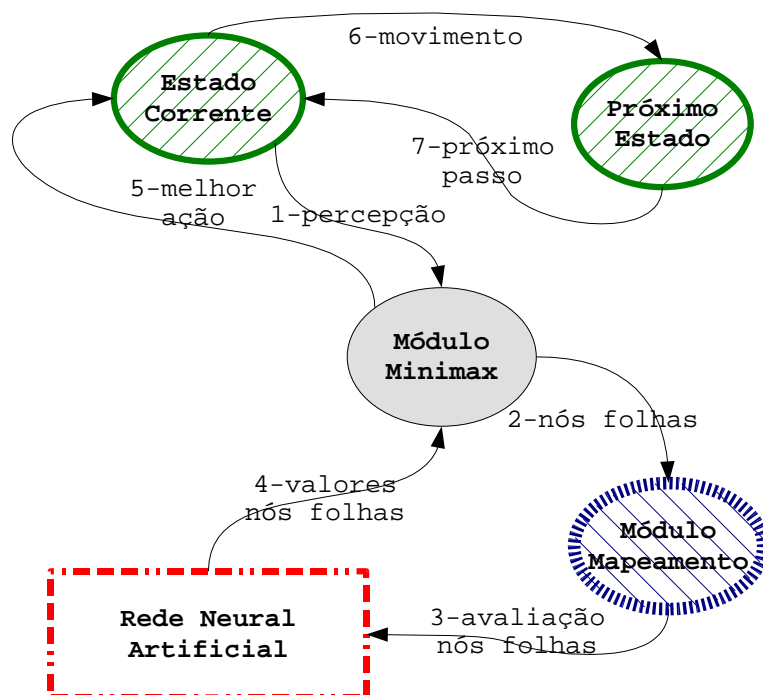 6-movimento
Estado
Corrente
Próximo
Estado
7-próximo
passo
5-melhor
ação
1-percepção
Módulo
Minimax
2-nós folhas
4-valores
nós folhas
Módulo
Mapeamento
Rede Neural
Artificial
3-avaliação
nós folhas